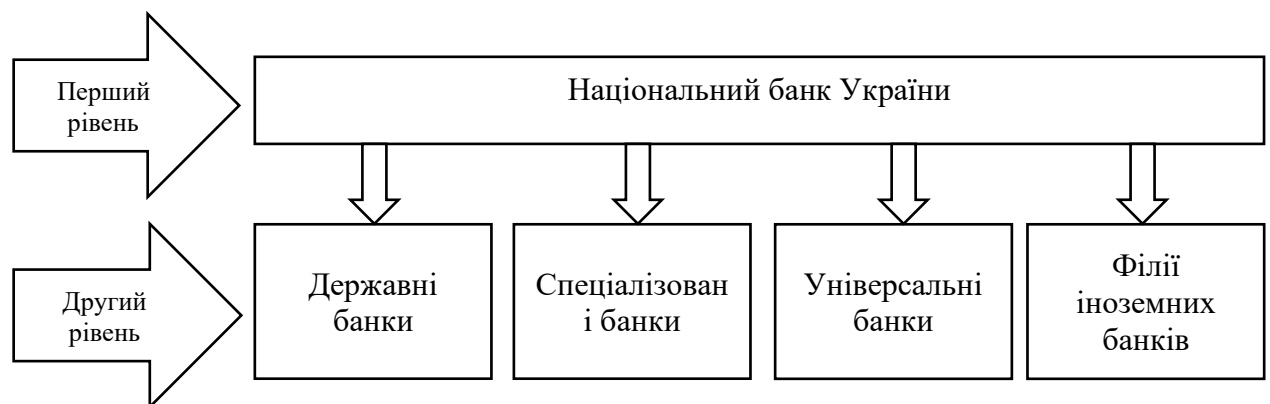 Перший
рівень
Національний банк України
Другий
рівень
Державні
банки
Спеціалізован
і банки
Універсальні
банки
Філії
іноземних
банків